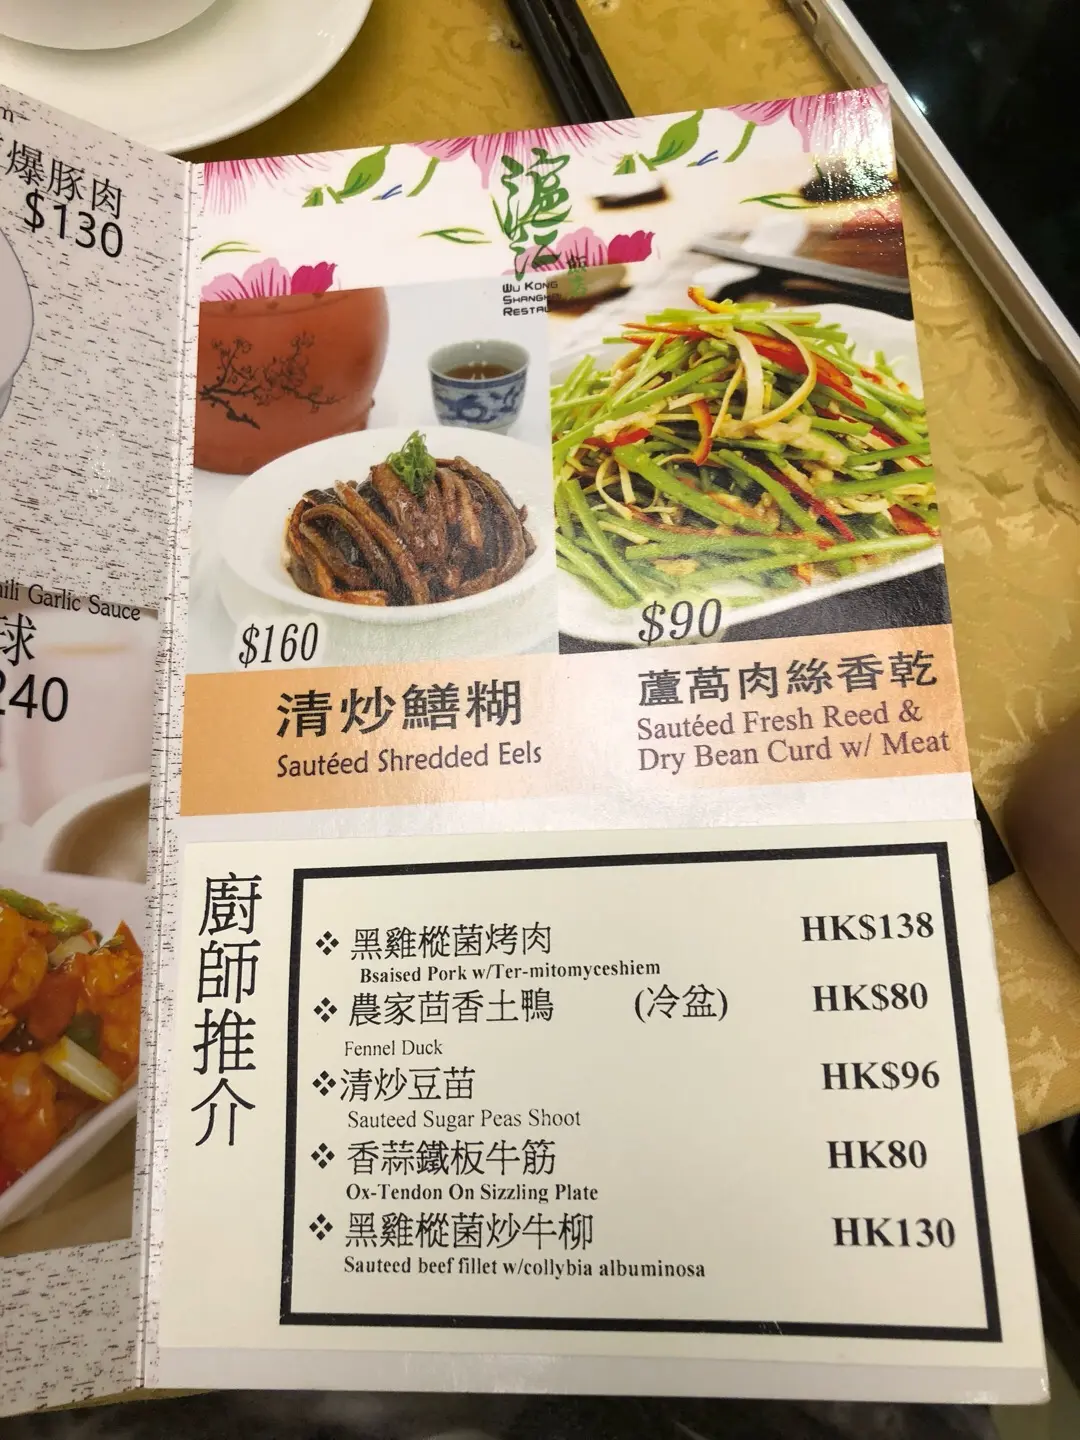 爆豚肉
$130
Garlic Sauce
球
滬江
WU KONG
$160
$90
清炒鱔糊
Sautéed Shredded Eels
蘆萵肉絲香乾
Sautéed Fresh Reed &
Dry Bean Curd w/ Meat
廚師推介
❖ 黑雞樅菌烤肉 HK$138
Bsaised Pork w/Ter-mitomyceshiem
❖ 農家茴香土鴨 (冷盆) HK$80
Fennel Duck
❖ 清炒豆苗 HK$96
Sauteed Sugar Peas Shoot
❖ 香蒜鐵板牛筋 HK80
Ox-Tendon On Sizzling Plate
❖ 黑雞樅菌炒牛柳 HK130
Sauteed beef fillet w/collybia albuminosa